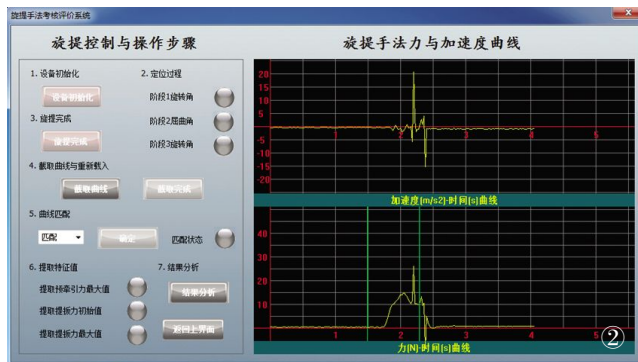 旋提手法考核评价系统
旋提控制与操作步骤
1. 设备初始化
2. 定位过程
设备初始化
阶段1旋转角
3. 旋提完成
阶段2屈曲角
旋提完成
阶段3旋转角
4. 截取曲线与重新载入
截取曲线
截取完成
5. 曲线匹配
匹配
确定
匹配状态
6. 提取特征值
7. 结果分析
提取预牵引力最大值
结果分析
提取提扳力初始值
提取提扳力最大值
返回主界面
旋提手法力与加速度曲线
20
15
10
5
1 2 3 4 5
-5
-10
-15
-20
加速度[m/s2]-时间[s]曲线
40
30
20
10
1 2 3 4 5
力[N]-时间[s]曲线
②